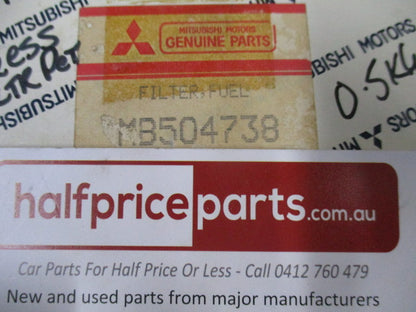 MITSUBISHI MOTORS
GENUINE PARTS
FILTER, FUEL
MB504738
MITSUBISHI MOTORS
MITSUBISHI
0.5KG
halfpriceparts.com.au
Car Parts For Half Price Or Less - Call 0412 760 479
New and used parts from major manufacturers